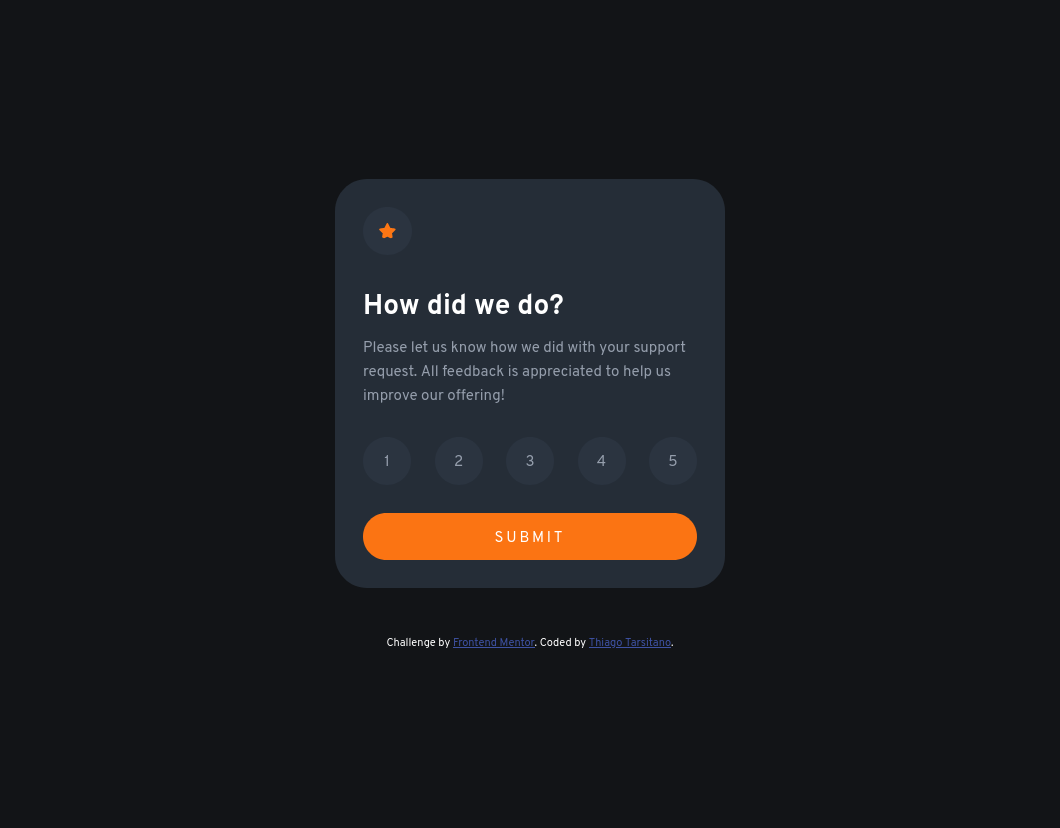 How did we do?
Please let us know how we did with your support
request. All feedback is appreciated to help us
improve our offering!
1 2 3 4 5
SUBMIT
Challenge by Frontend Mentor. Coded by Thiago Tarsitano.